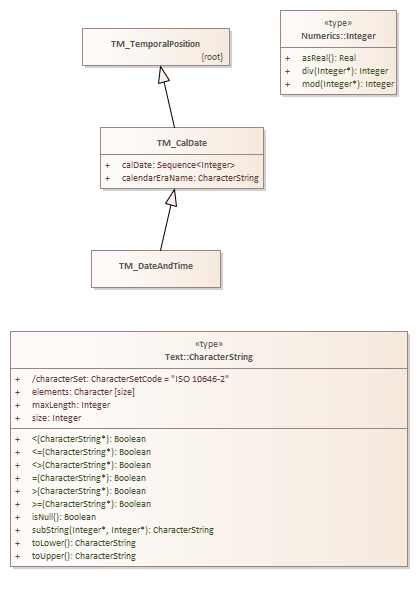 TM_TemporalPosition
{root}
«type»
Numerics::Integer
+ asReal(): Real
+ div(Integer*): Integer
+ mod(Integer*): Integer
TM_CalDate
+ calDate: Sequence<Integer>
+ calendarEraName: CharacterString
TM_DateAndTime
«type»
Text::CharacterString
+ /characterSet: CharacterSetCode = "ISO 10646-2"
+ elements: Character [size]
+ maxLength: Integer
+ size: Integer
+ <(CharacterString*): Boolean
+ <=(CharacterString*): Boolean
+ <>(CharacterString*): Boolean
+ =(CharacterString*): Boolean
+ >(CharacterString*): Boolean
+ >=(CharacterString*): Boolean
+ isNull(): Boolean
+ subString(Integer*, Integer*): CharacterString
+ toLower(): CharacterString
+ toUpper(): CharacterString